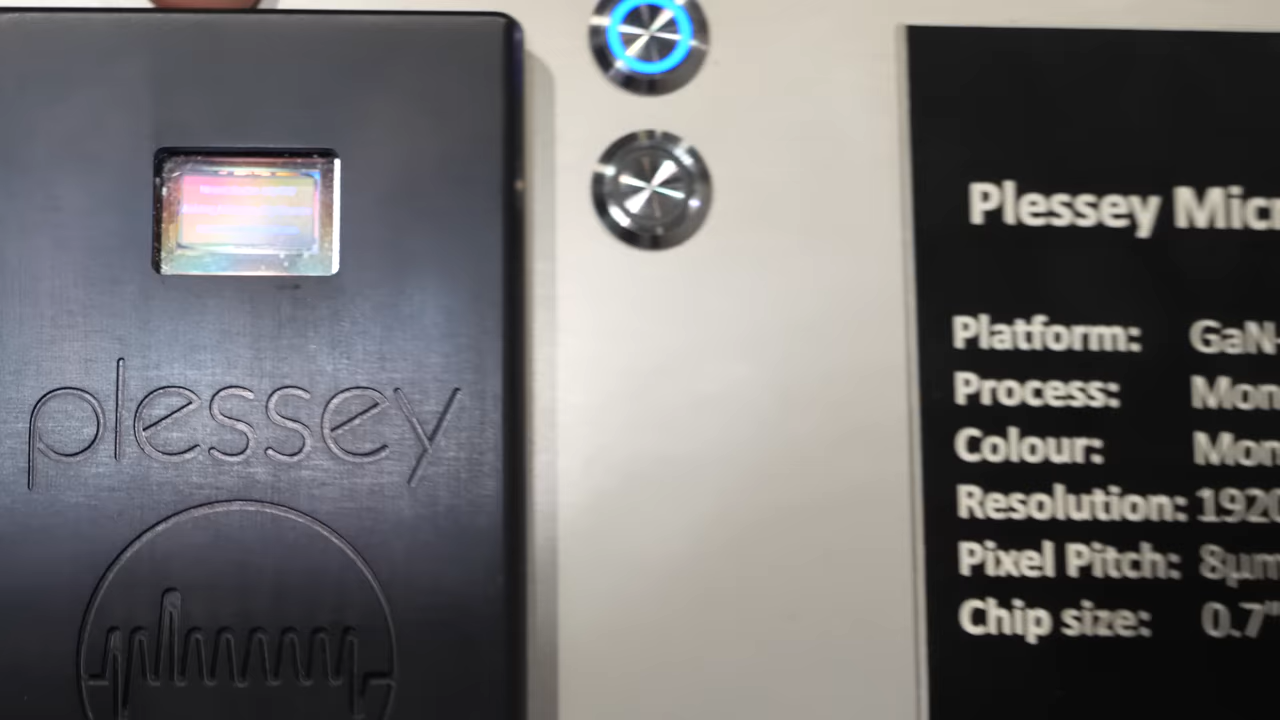 plessey
Plessey Micr
Platform: GaN-
Process: Mon
Colour: Mon
Resolution: 1920
Pixel Pitch: 8µm
Chip size: 0.7"